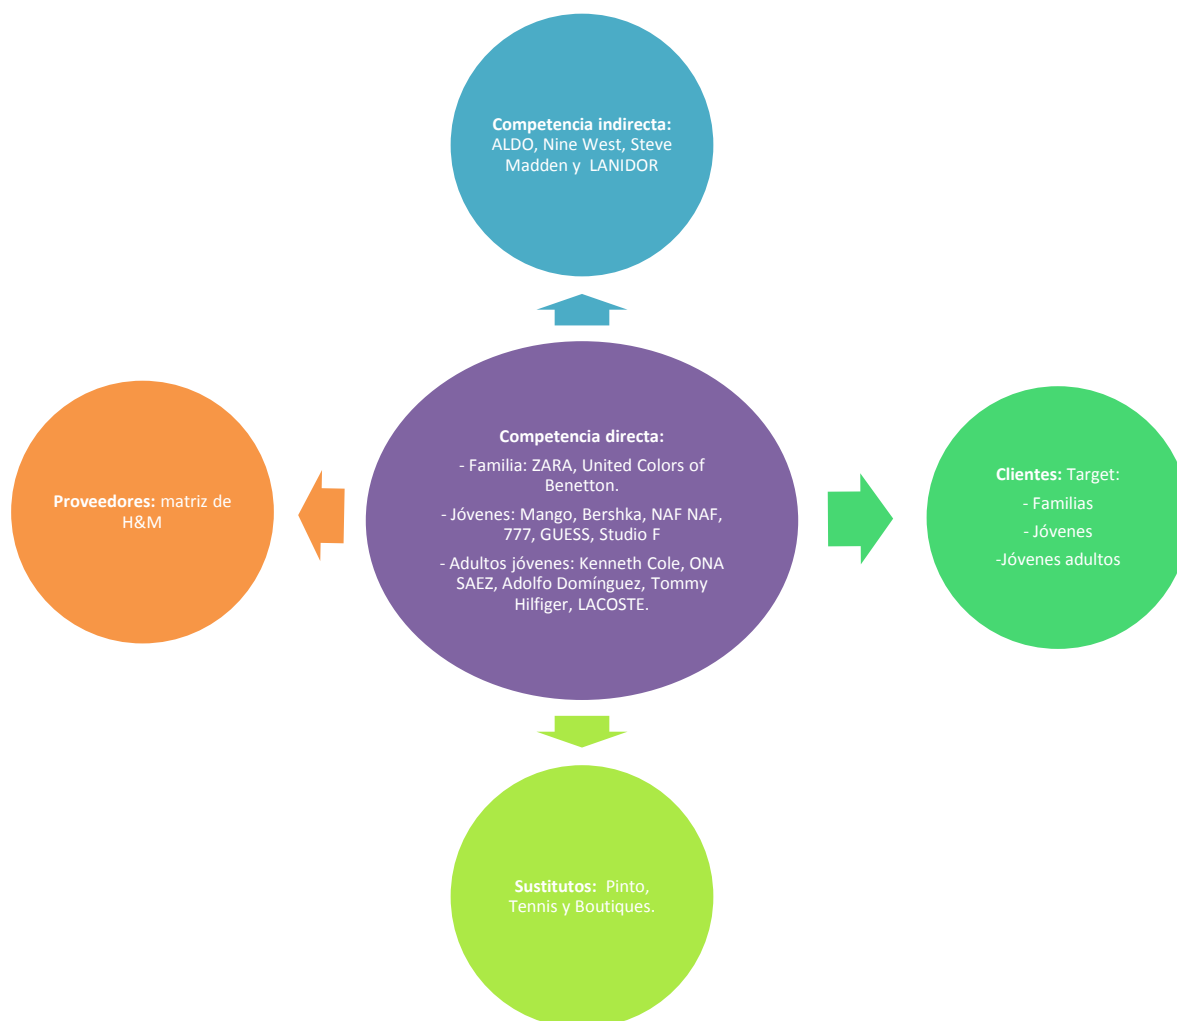 Competencia indirecta:
ALDO, Nine West, Steve
Madden y  LANIDOR
Proveedores: matriz de
H&M
Competencia directa:
- Familia: ZARA, United Colors of
Benetton.
- Jóvenes: Mango, Bershka, NAF NAF,
777, GUESS, Studio F
- Adultos jóvenes: Kenneth Cole, ONA
SAEZ, Adolfo Domínguez, Tommy
Hilfiger, LACOSTE.
Clientes: Target:
- Familias
- Jóvenes
-Jóvenes adultos
Sustitutos:  Pinto,
Tennis y Boutiques.